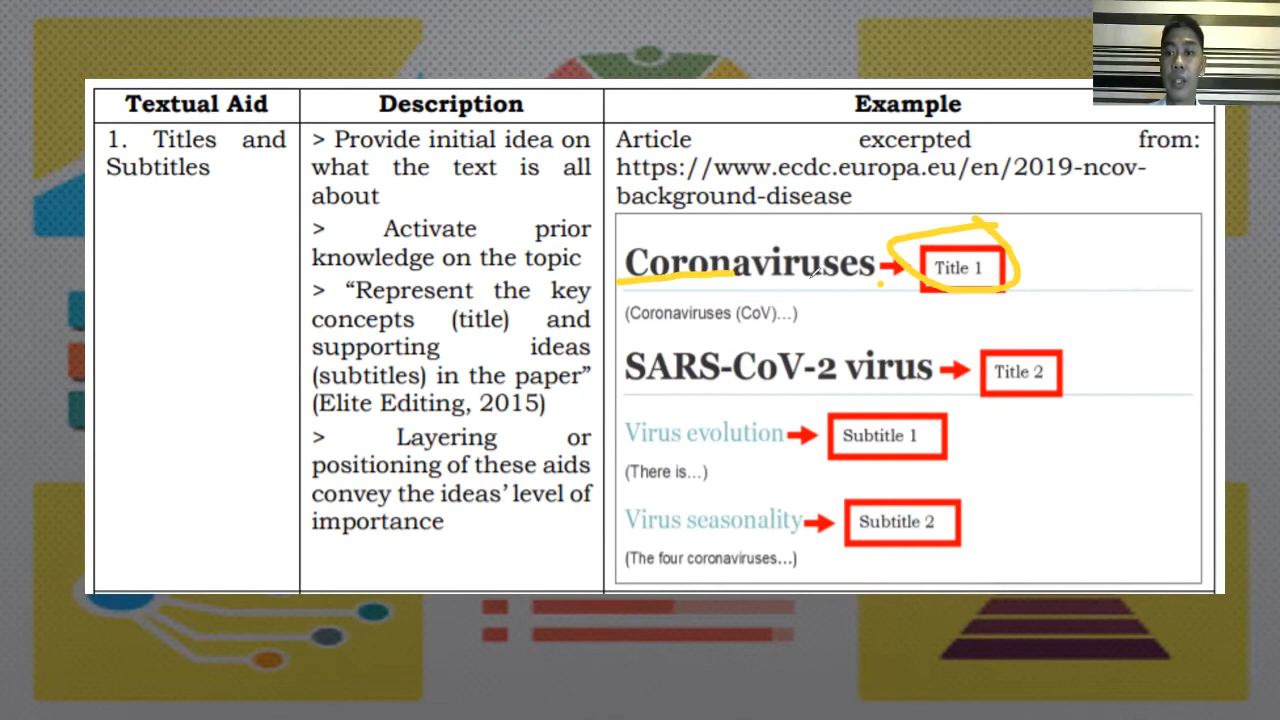 Textual Aid
Description
Example
1. Titles and
Subtitles
> Provide initial idea on
what the text is all
about
> Activate prior
knowledge on the topic
> “Represent the key
concepts (title) and
supporting ideas
(subtitles) in the paper”
(Elite Editing, 2015)
> Layering or
positioning of these aids
convey the ideas’ level of
importance
Article excerpted from:
https://www.ecdc.europa.eu/en/2019-ncov-
background-disease
Coronaviruses
Title 1
(Coronaviruses (CoV)...)
SARS-CoV-2 virus
Title 2
Virus evolution
Subtitle 1
(There is...)
Virus seasonality
Subtitle 2
(The four coronaviruses...)